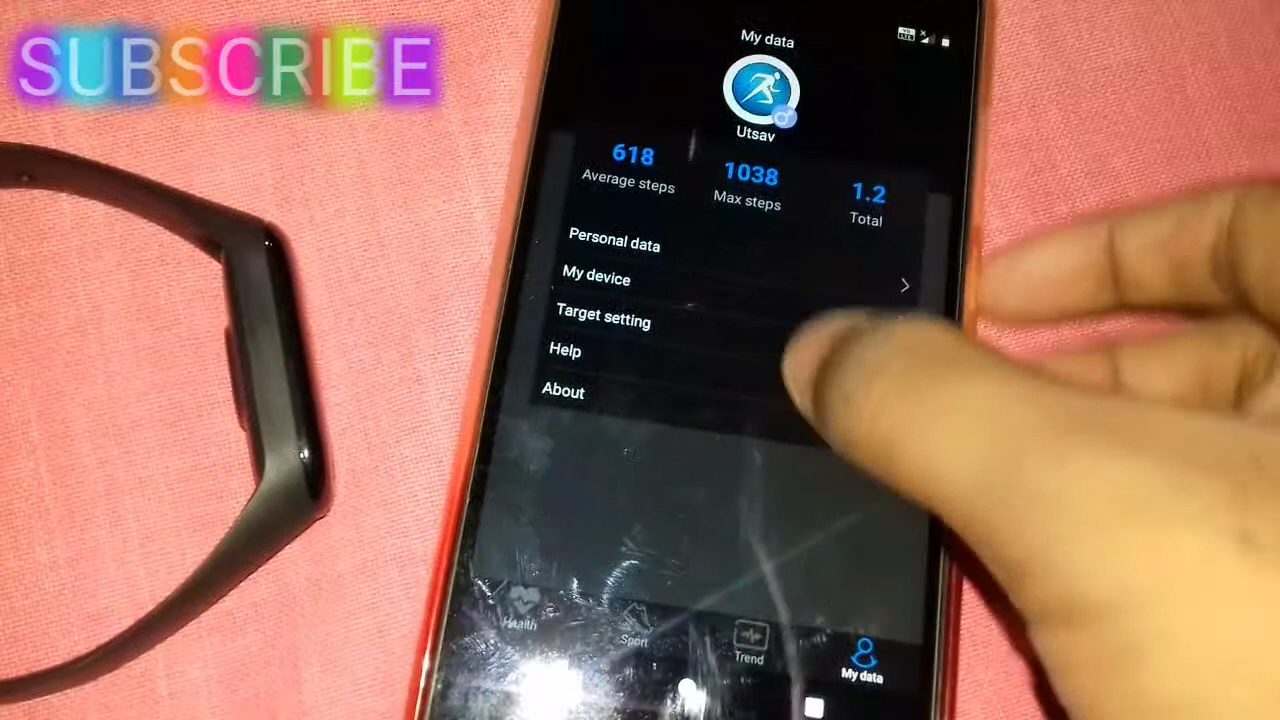 SUBSCRIBE
My data
Utsav
618
Average steps
1038
Max steps
1.2
Total
Personal data
My device
Target setting
Help
About
Health
Sport
Trend
My data